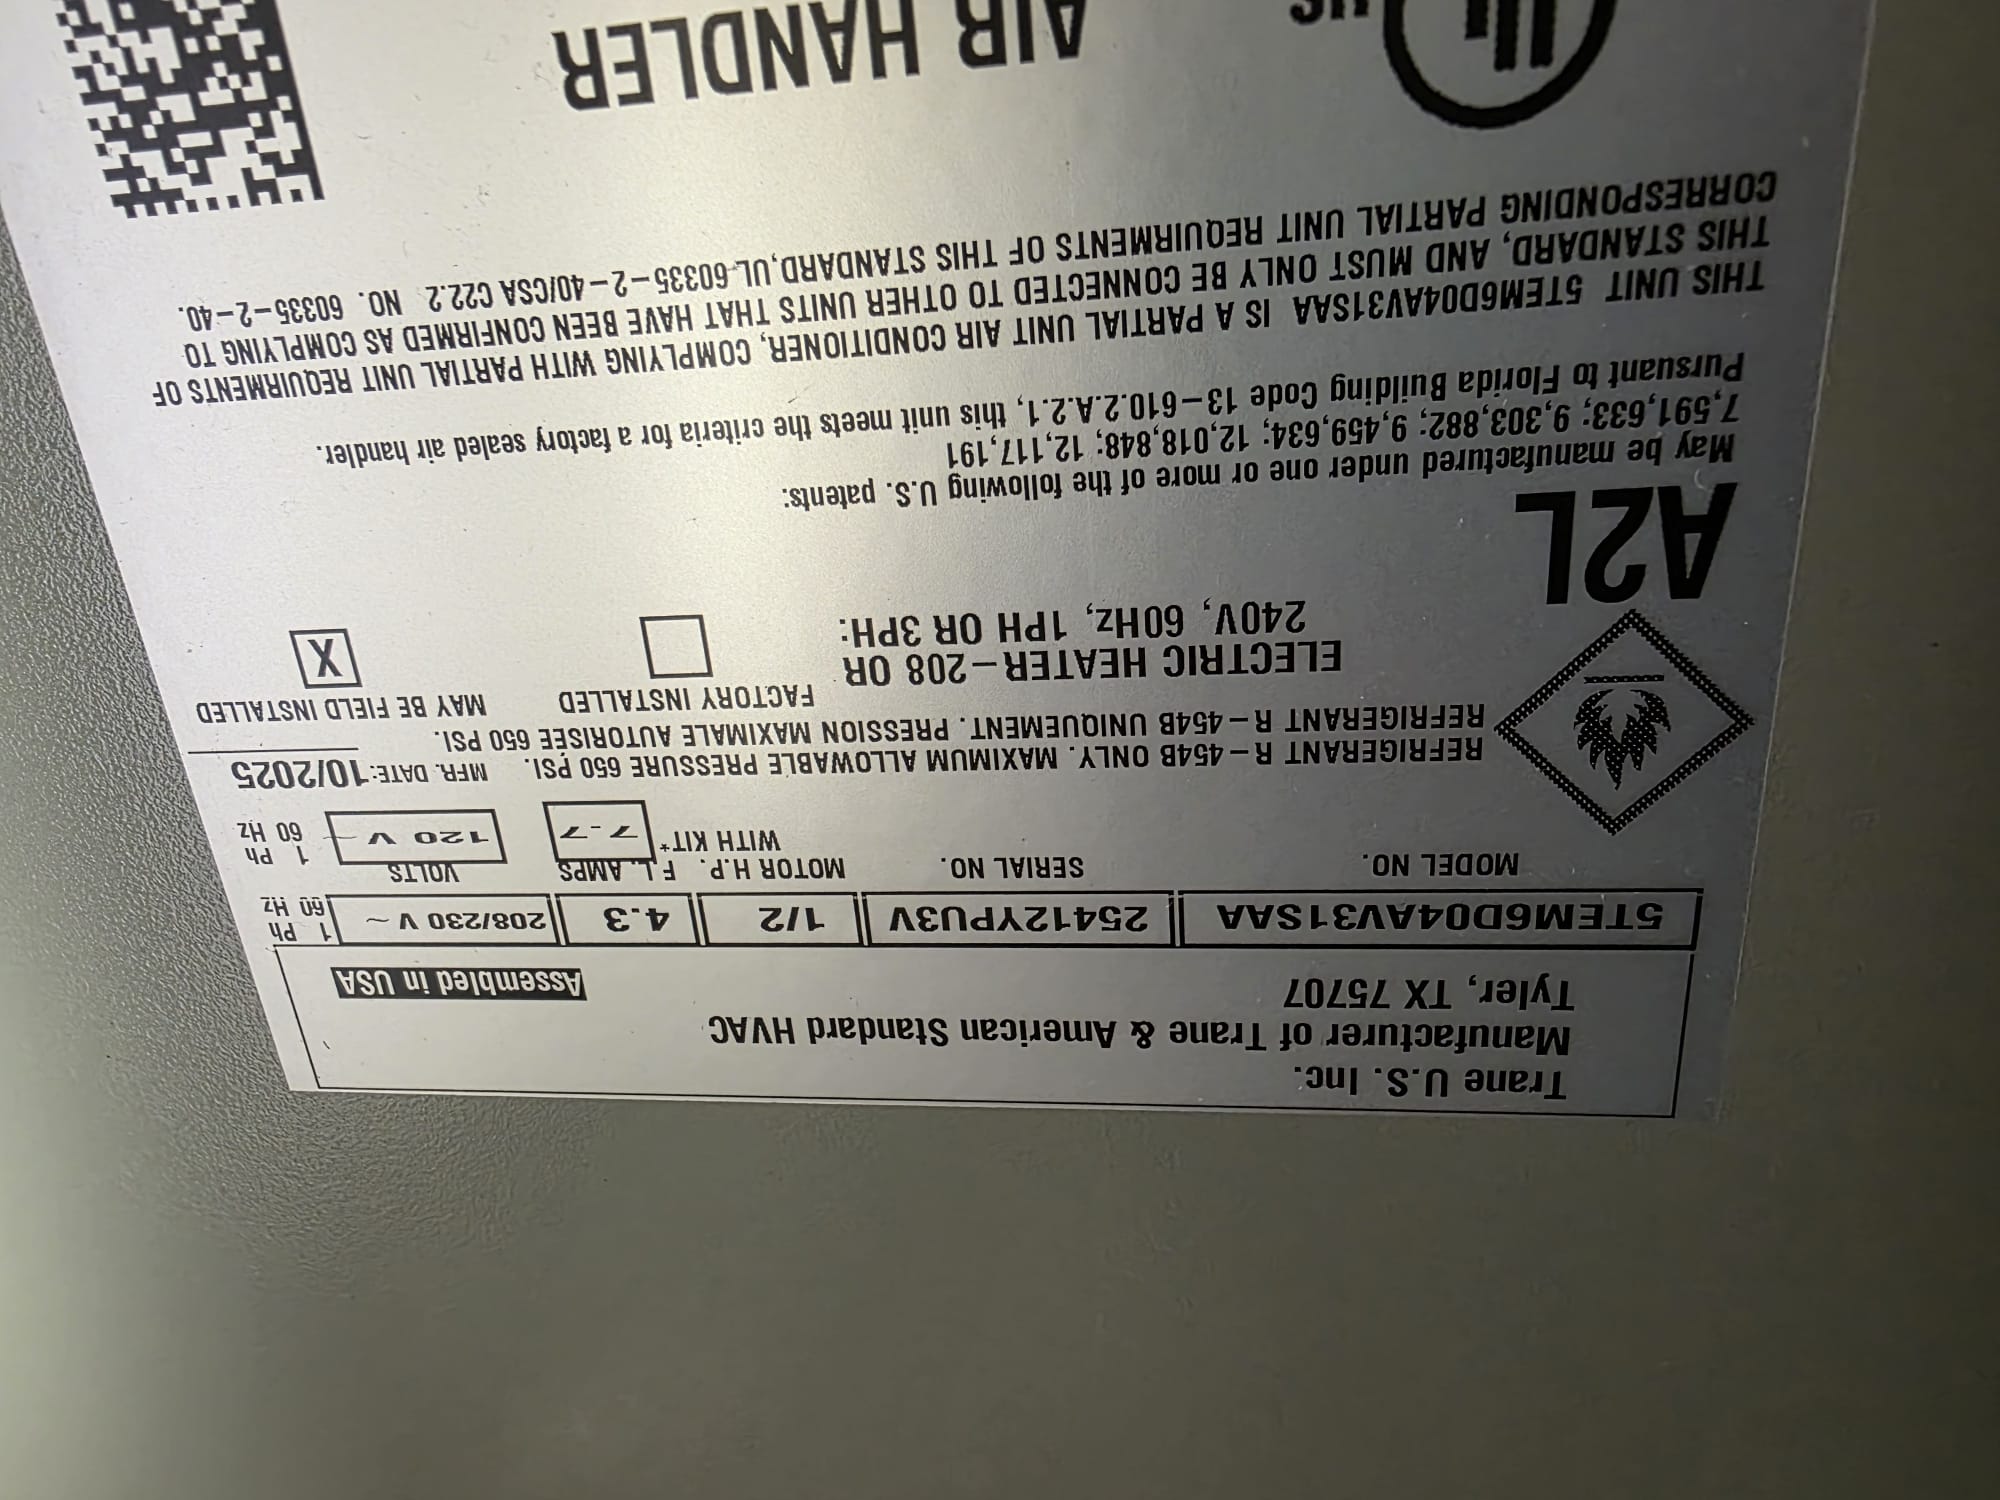 Trane U.S. Inc.
Manufacturer of Trane & American Standard HVAC
Tyler, TX 75707
Assembled in USA
5TEM6D04AV31SAA 25412YPU3V 1/2 4.3 208/230 V ~ 1 Ph 60 Hz
MODEL NO. SERIAL NO. MOTOR H.P. F.L. AMPS VOLTS
WITH KIT* 7.7 120 V ~ 1 Ph 60 Hz
REFRIGERANT R-454B ONLY. MAXIMUM ALLOWABLE PRESSURE 650 PSI. MFR. DATE: 10/2025
REFRIGERANT R-454B UNIQUEMENT. PRESSION MAXIMALE AUTORISÉE 650 PSI.
FACTORY INSTALLED MAY BE FIELD INSTALLED
ELECTRIC HEATER-208 OR
240V, 60Hz, 1PH OR 3PH: X
A2L
May be manufactured under one or more of the following U.S. patents:
7,591,633; 9,303,882; 9,459,634; 12,018,848; 12,117,191
Pursuant to Florida Building Code 13-610.2.A.2.1, this unit meets the criteria for a factory sealed air handler.
THIS UNIT 5TEM6D04AV31SAA IS A PARTIAL UNIT AIR CONDITIONER, COMPLYING WITH PARTIAL UNIT REQUIRMENTS OF
THIS STANDARD, AND MUST ONLY BE CONNECTED TO OTHER UNITS THAT HAVE BEEN CONFIRMED AS COMPLYING TO
CORRESPONDING PARTIAL UNIT REQUIRMENTS OF THIS STANDARD, UL 60335-2-40/CSA C22.2 NO. 60335-2-40.
UL US
AIR HANDLER